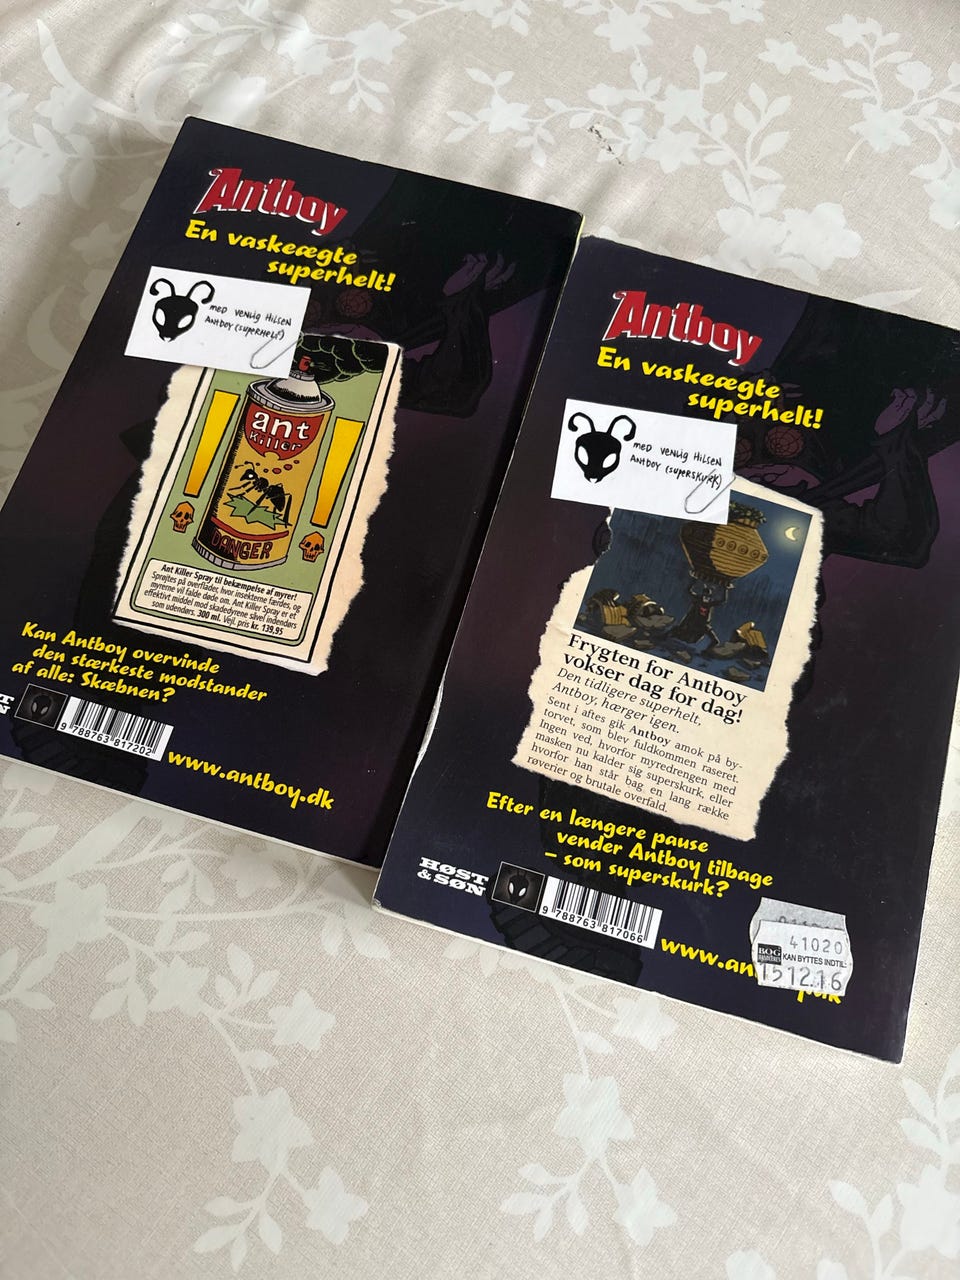 Antboy
En vaskeægte
superhelt!
MED VENLIG HILSEN
ANTBOY (SUPERHELT)
ant
killer
DANGER
Ant Killer Spray til bekæmpelse af myrer!
Sprøjtes på overflader, hvor insekterne færdes, og
myrerne vil falde døde om. Ant Killer Spray er et
effektivt middel mod skadedyrene såvel indendørs
som udendørs. 300 ml. Vejl. pris kr. 139,95
Kan Antboy overvinde
den stærkeste modstander
af alle: Skæbnen?
9 788763 817202
www.antboy.dk
Antboy
En vaskeægte
superhelt!
MED VENLIG HILSEN
ANTBOY (SUPERSKURK)
Frygten for Antboy
vokser dag for dag!
Den tidligere superhelt,
Antboy, hærger igen.
Sent i aftes gik Antboy amok på by-
torvet, som blev fuldkommen raseret.
Ingen ved, hvorfor myredrengen med
masken nu kalder sig superskurk, eller
hvorfor han står bag en lang række
røverier og brutale overfald.
Efter en længere pause
vender Antboy tilbage
– som superskurk?
HØST
& SØN
9 788763 817066
www.an
41020
BOG
KAN BYTTES INDTIL:
151216